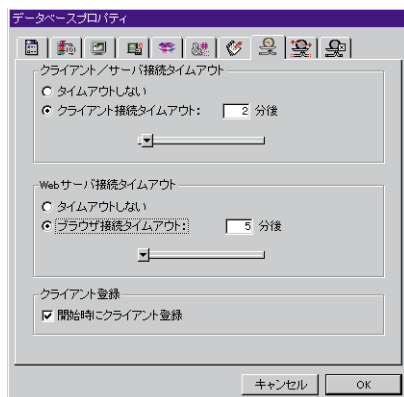 データベースプロパティ
クライアント／サーバ接続タイムアウト
タイムアウトしない
クライアント接続タイムアウト: 2 分後
Webサーバ接続タイムアウト
タイムアウトしない
ブラウザ接続タイムアウト: 5 分後
クライアント登録
開始時にクライアント登録
キャンセル OK